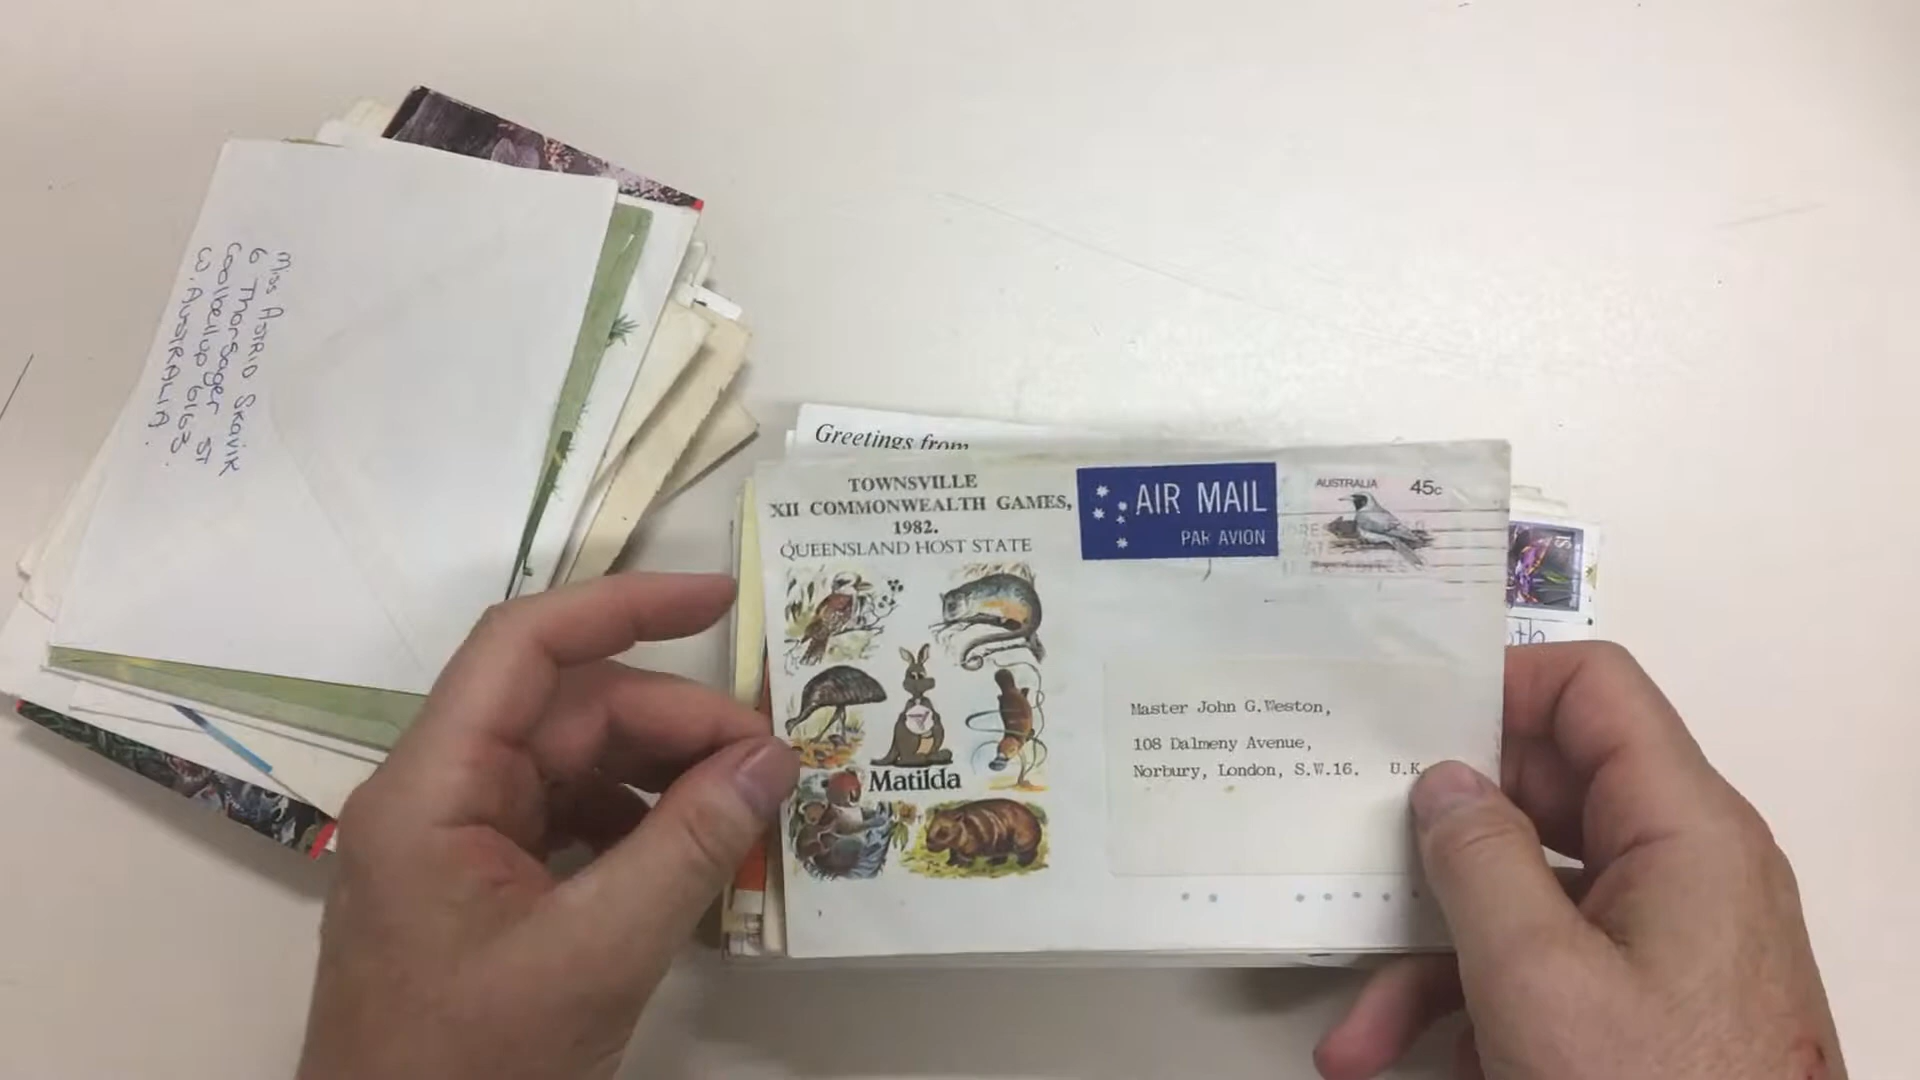 Miss ASTRID SKAVIK
6 Thorsager ST
Coolbellup 6163
W. AUSTRALIA.
Greetings from
TOWNSVILLE
XII COMMONWEALTH GAMES,
1982.
QUEENSLAND HOST STATE
Matilda
AIR MAIL
PAR AVION
AUSTRALIA 45c
Master John G.Weston,
108 Dalmeny Avenue,
Norbury, London, S.W.16. U.K